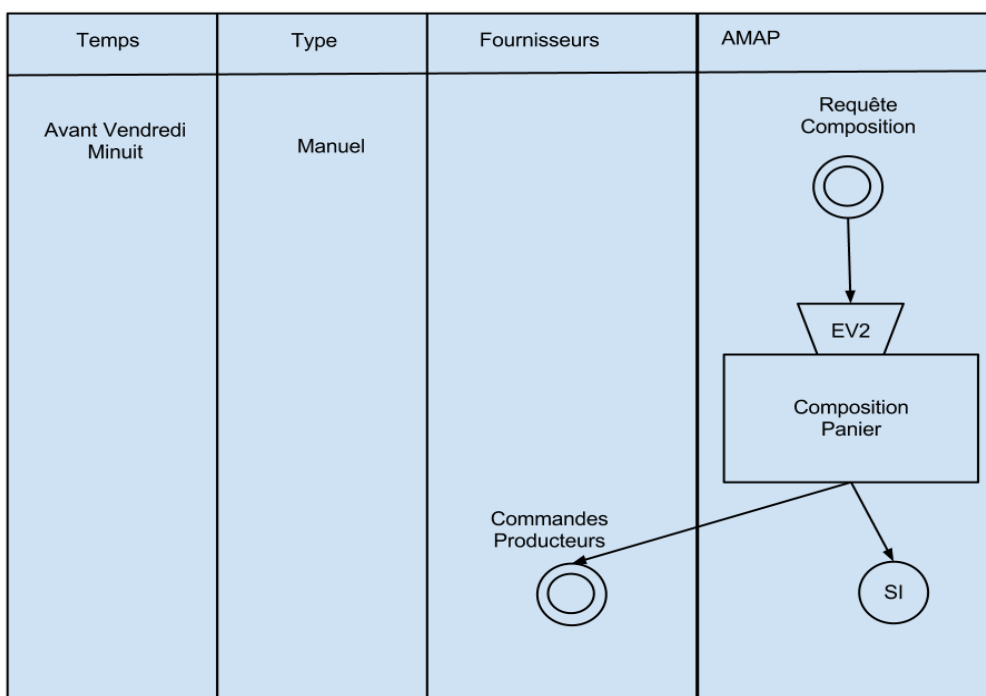 Temps
Type
Fournisseurs
AMAP
Avant Vendredi
Minuit
Manuel
Requête
Composition
EV2
Composition
Panier
Commandes
Producteurs
SI